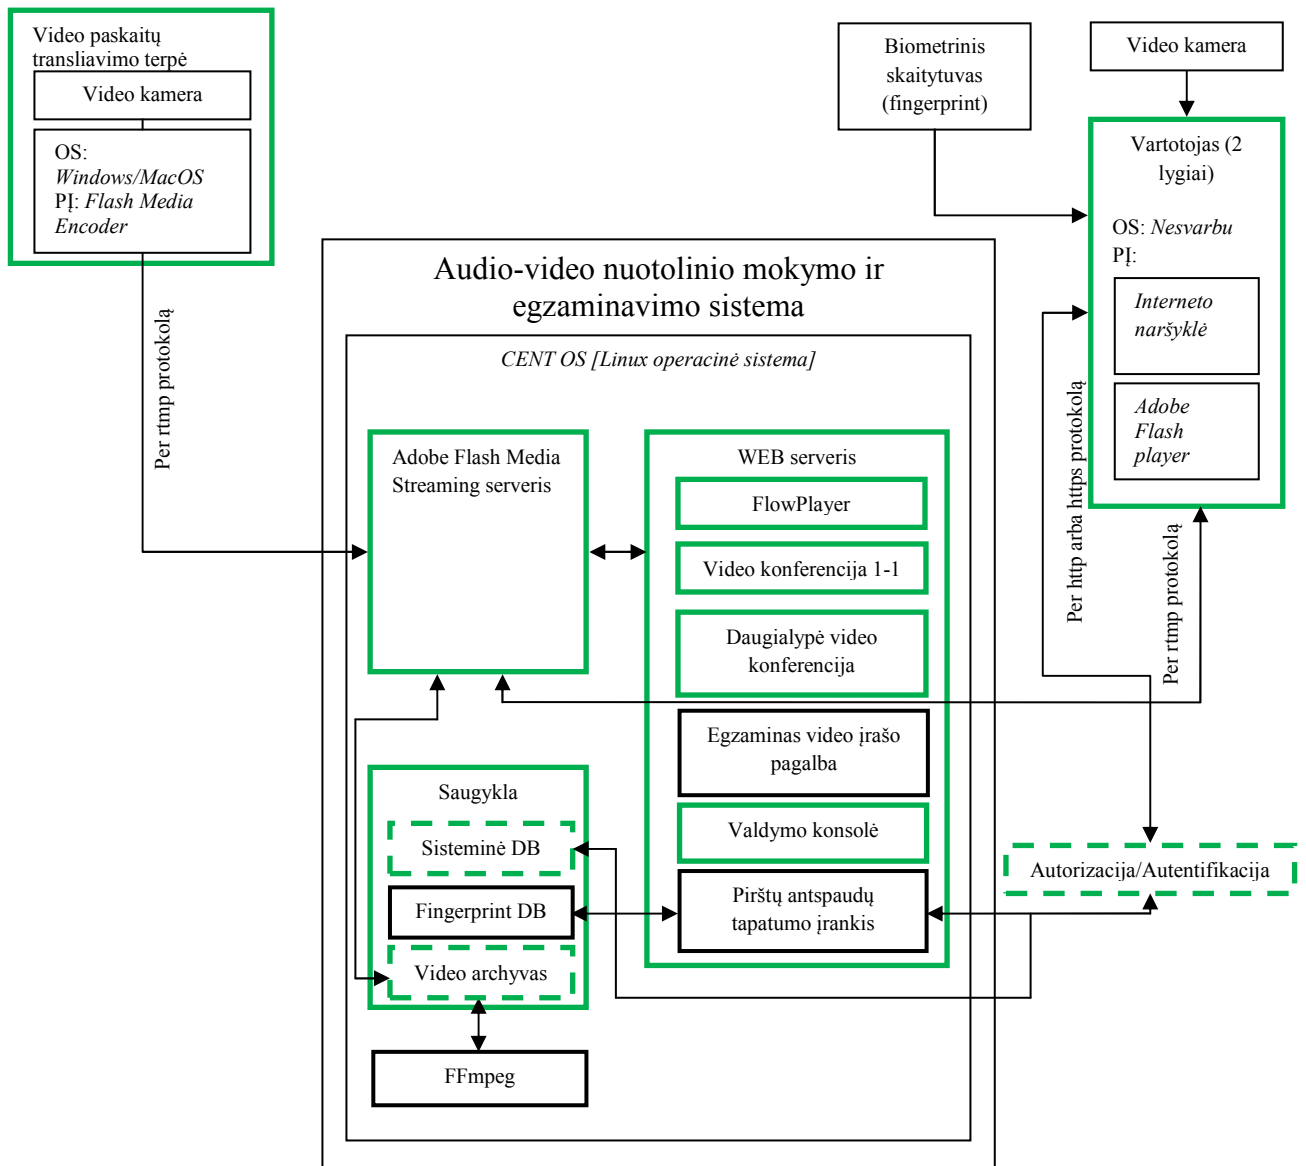 Video paskaitų
transliavimo terpė
Video kamera
OS:
Windows/MacOS
PĮ: Flash Media
Encoder
Per rtmp protokolą
Biometrinis
skaitytuvas
(fingerprint)
Video kamera
Vartotojas (2
lygiai)
OS: Nesvarbu
PĮ:
Interneto
naršyklė
Adobe
Flash
player
Per http arba https protokolą
Per rtmp protokolą
Audio-video nuotolinio mokymo ir
egzaminavimo sistema
CENT OS [Linux operacinė sistema]
Adobe Flash Media
Streaming serveris
WEB serveris
FlowPlayer
Video konferencija 1-1
Daugialypė video
konferencija
Egzaminas video įrašo
pagalba
Valdymo konsolė
Pirštų antspaudų
tapatumo įrankis
Saugykla
Sisteminė DB
Fingerprint DB
Video archyvas
FFmpeg
Autorizacija/Autentifikacija